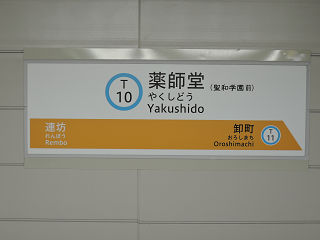 T
10
薬師堂（聖和学園前）
やくしどう
Yakushido
連坊
れんぼう
Rembo
卸町
おろしまち
Oroshimachi
T
11